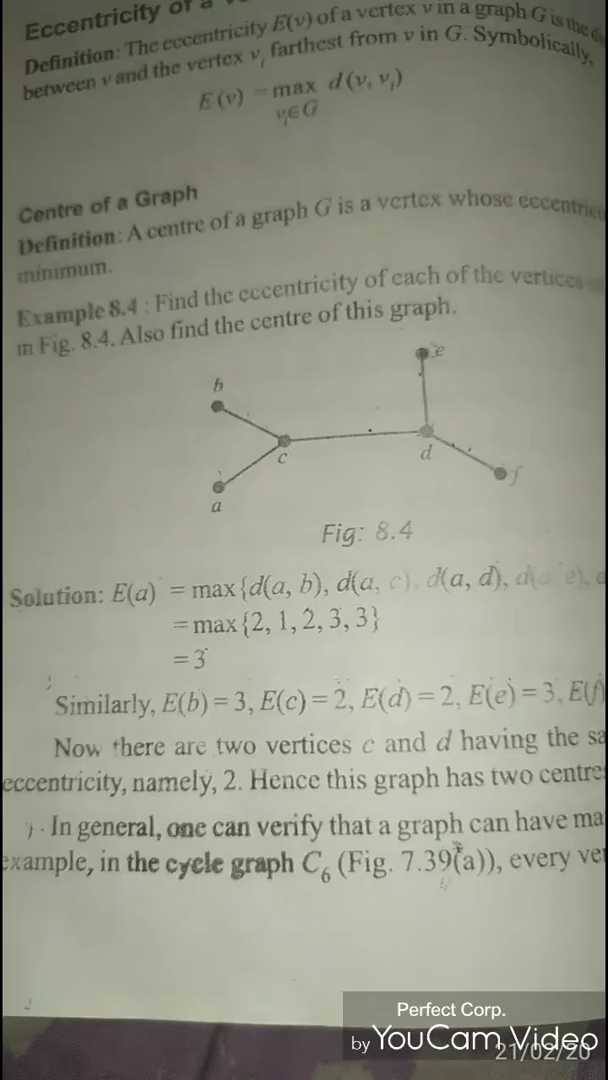 Eccentricity of a
Definition: The eccentricity E(v) of a vertex v in a graph G is the
between v and the vertex vᵢ farthest from v in G. Symbolically,
E (v) = max d (v, vᵢ)
vᵢ∈G
Centre of a Graph
Definition: A centre of a graph G is a vertex whose
minimum.
Example 8.4 : Find the eccentricity of each of the vertices
in Fig. 8.4. Also find the centre of this graph.
b
e
c
d
f
a
Fig: 8.4
Solution: E(a) = max{d(a, b), d(a, c), d(a, d), d(a, e),
= max{2, 1, 2, 3, 3}
= 3
Similarly, E(b) = 3, E(c) = 2, E(d) = 2, E(e) = 3, E(f)
Now there are two vertices c and d having the
eccentricity, namely, 2. Hence this graph has two
In general, one can verify that a graph can have
example, in the cycle graph C₆ (Fig. 7.39(a)), every
Perfect Corp.
by YouCam Video
21/02/20